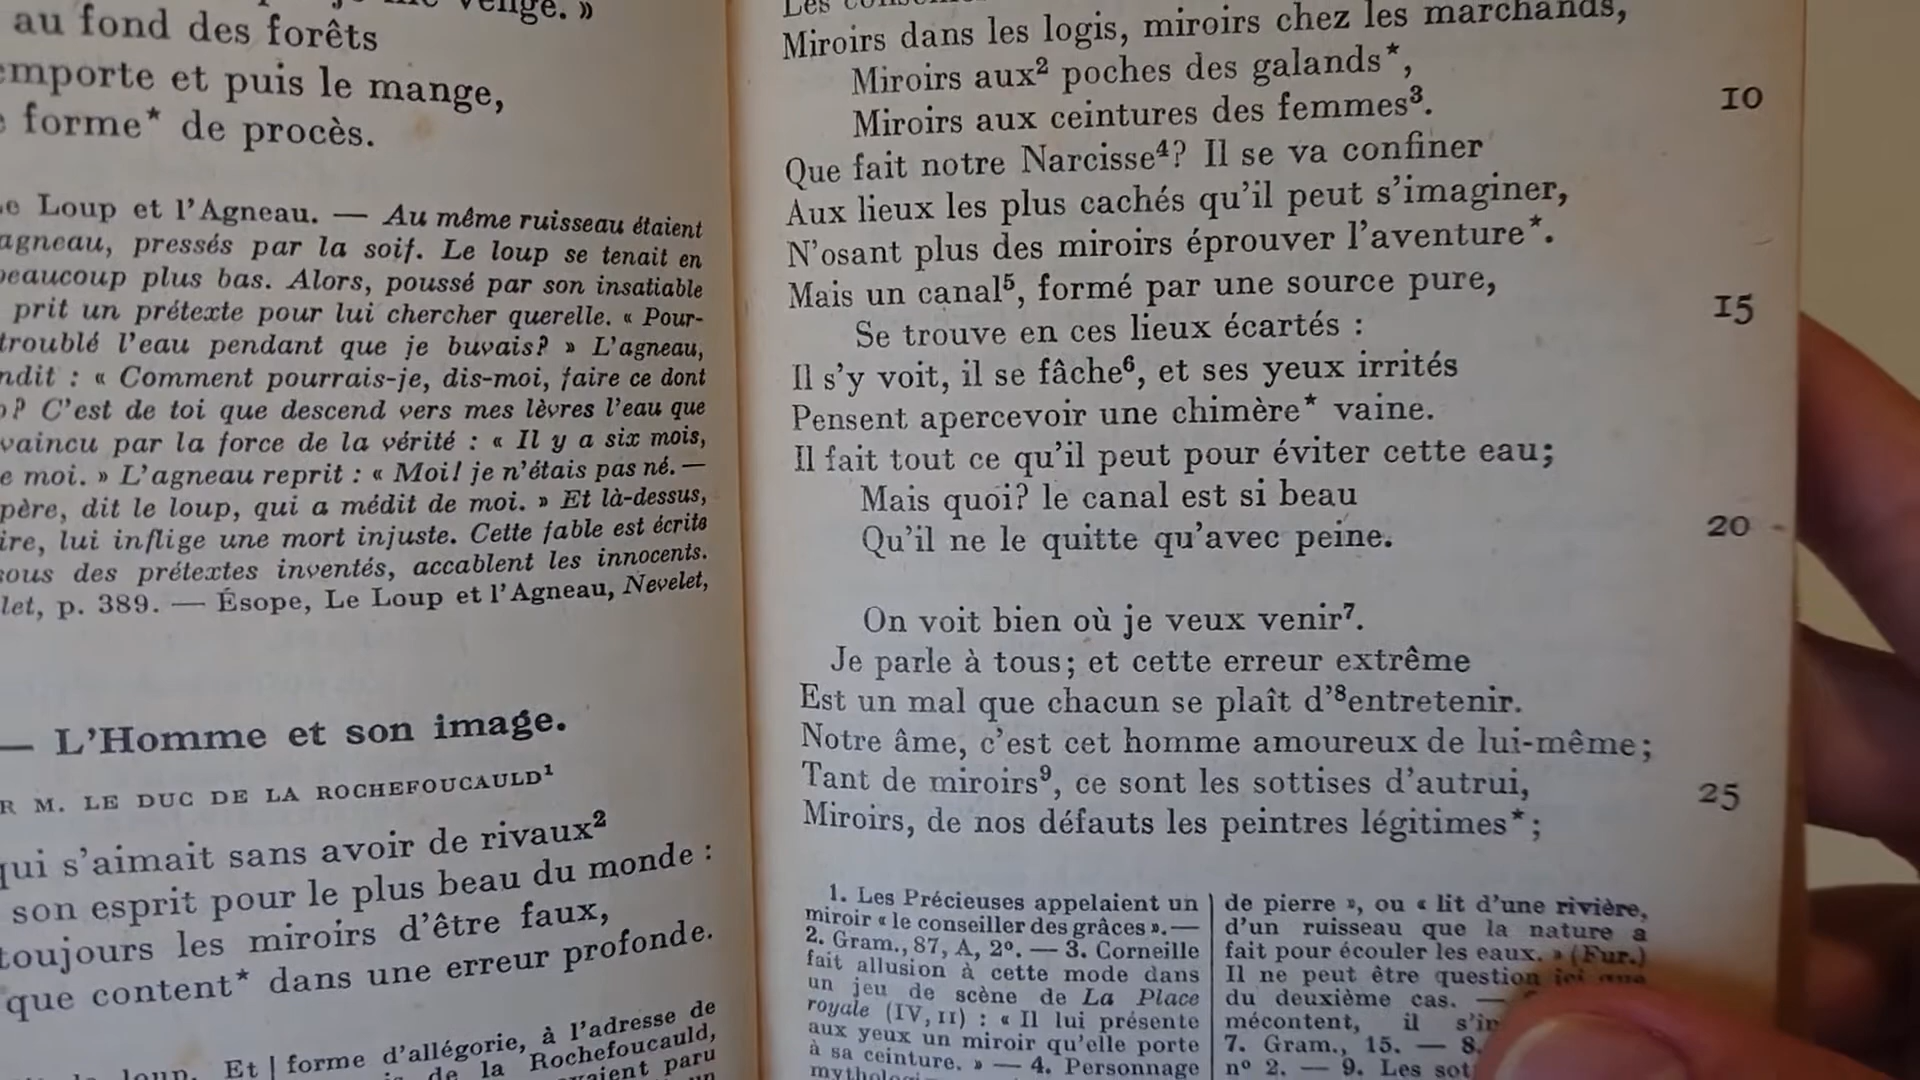 venge. »
au fond des forêts
emporte et puis le mange,
forme* de procès.
Loup et l'Agneau. — Au même ruisseau étaient
agneau, pressés par la soif. Le loup se tenait en
beaucoup plus bas. Alors, poussé par son insatiable
prit un prétexte pour lui chercher querelle. « Pour-
troublé l'eau pendant que je buvais? » L'agneau,
ndit : « Comment pourrais-je, dis-moi, faire ce dont
? C'est de toi que descend vers mes lèvres l'eau que
vaincu par la force de la vérité : « Il y a six mois,
moi. » L'agneau reprit : « Moi! je n'étais pas né. —
père, dit le loup, qui a médit de moi. » Et là-dessus,
ire, lui inflige une mort injuste. Cette fable est écrite
sous des prétextes inventés, accablent les innocents.
let, p. 389. — Ésope, Le Loup et l'Agneau, Nevelet,
— L'Homme et son image.
R M. LE DUC DE LA ROCHEFOUCAULD¹
qui s'aimait sans avoir de rivaux²
son esprit pour le plus beau du monde :
toujours les miroirs d'être faux,
que content* dans une erreur profonde.
loup. Et | forme d'allégorie, à l'adresse de
de la Rochefoucauld,
paru
Les
Miroirs dans les logis, miroirs chez les marchands,
Miroirs aux² poches des galands*,
Miroirs aux ceintures des femmes³. 10
Que fait notre Narcisse⁴? Il se va confiner
Aux lieux les plus cachés qu'il peut s'imaginer,
N'osant plus des miroirs éprouver l'aventure*.
Mais un canal⁵, formé par une source pure,
Se trouve en ces lieux écartés : 15
Il s'y voit, il se fâche⁶, et ses yeux irrités
Pensent apercevoir une chimère* vaine.
Il fait tout ce qu'il peut pour éviter cette eau;
Mais quoi? le canal est si beau
Qu'il ne le quitte qu'avec peine. 20
On voit bien où je veux venir⁷.
Je parle à tous; et cette erreur extrême
Est un mal que chacun se plaît d'⁸entretenir.
Notre âme, c'est cet homme amoureux de lui-même;
Tant de miroirs⁹, ce sont les sottises d'autrui, 25
Miroirs, de nos défauts les peintres légitimes*;
1. Les Précieuses appelaient un
miroir « le conseiller des grâces ». —
2. Gram., 87, A, 2º. — 3. Corneille
fait allusion à cette mode dans
un jeu de scène de La Place
royale (IV, II) : « Il lui présente
aux yeux un miroir qu'elle porte
à sa ceinture. » — 4. Personnage
de pierre », ou « lit d'une rivière,
d'un ruisseau que la nature a
fait pour écouler les eaux. » (Fur.)
Il ne peut être question ici que
du deuxième cas. —
mécontent, il
7. Gram., 15. — 8.
nº 2. — 9. Les